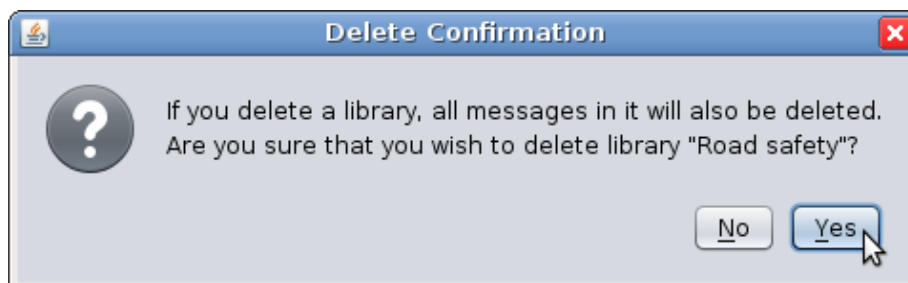 Delete Confirmation
If you delete a library, all messages in it will also be deleted.
Are you sure that you wish to delete library "Road safety"?
No
Yes